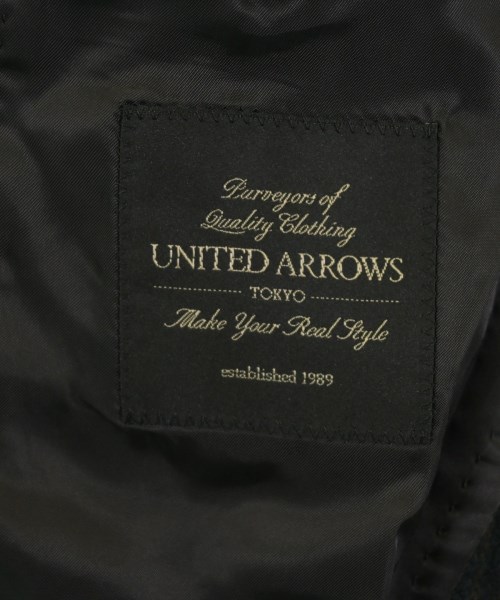 Purveyors of
Quality Clothing
UNITED ARROWS
TOKYO
Make Your Real Style
established 1989